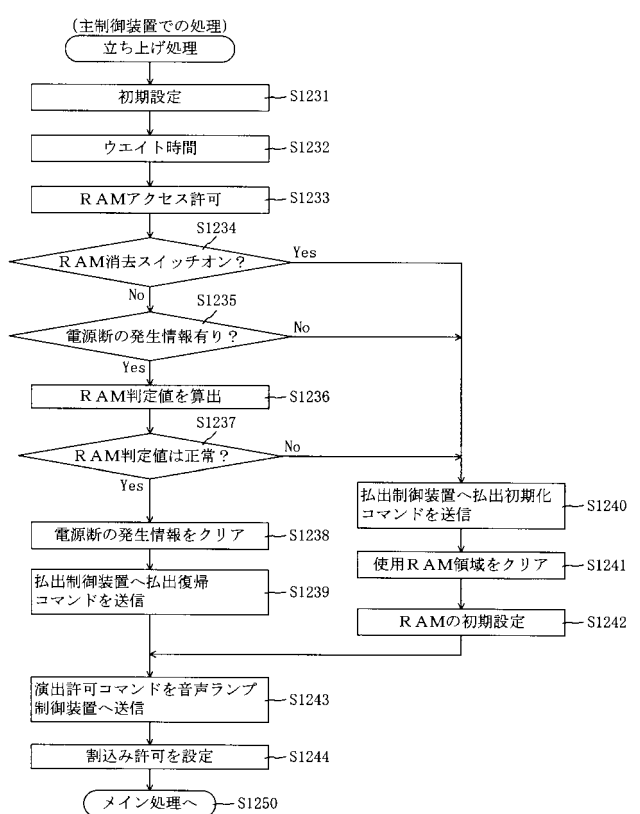 (主制御装置での処理)
立ち上げ処理
初期設定
S1231
ウエイト時間
S1232
RAMアクセス許可
S1233
S1234
RAM消去スイッチオン?
Yes
No
S1235
電源断の発生情報有り?
No
Yes
RAM判定値を算出
S1236
S1237
RAM判定値は正常?
No
Yes
電源断の発生情報をクリア
S1238
払出制御装置へ払出復帰
コマンドを送信
S1239
払出制御装置へ払出初期化
コマンドを送信
S1240
使用RAM領域をクリア
S1241
RAMの初期設定
S1242
演出許可コマンドを音声ランプ
制御装置へ送信
S1243
割込み許可を設定
S1244
メイン処理へ
S1250